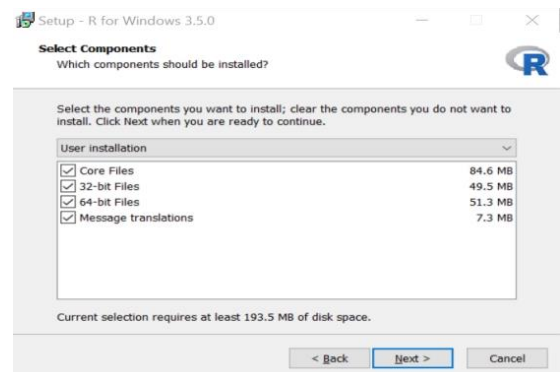 Setup - R for Windows 3.5.0
Select Components
Which components should be installed?
R
Select the components you want to install; clear the components you do not want to
install. Click Next when you are ready to continue.
User installation
Core Files 84.6 MB
32-bit Files 49.5 MB
64-bit Files 51.3 MB
Message translations 7.3 MB
Current selection requires at least 193.5 MB of disk space.
< Back Next > Cancel